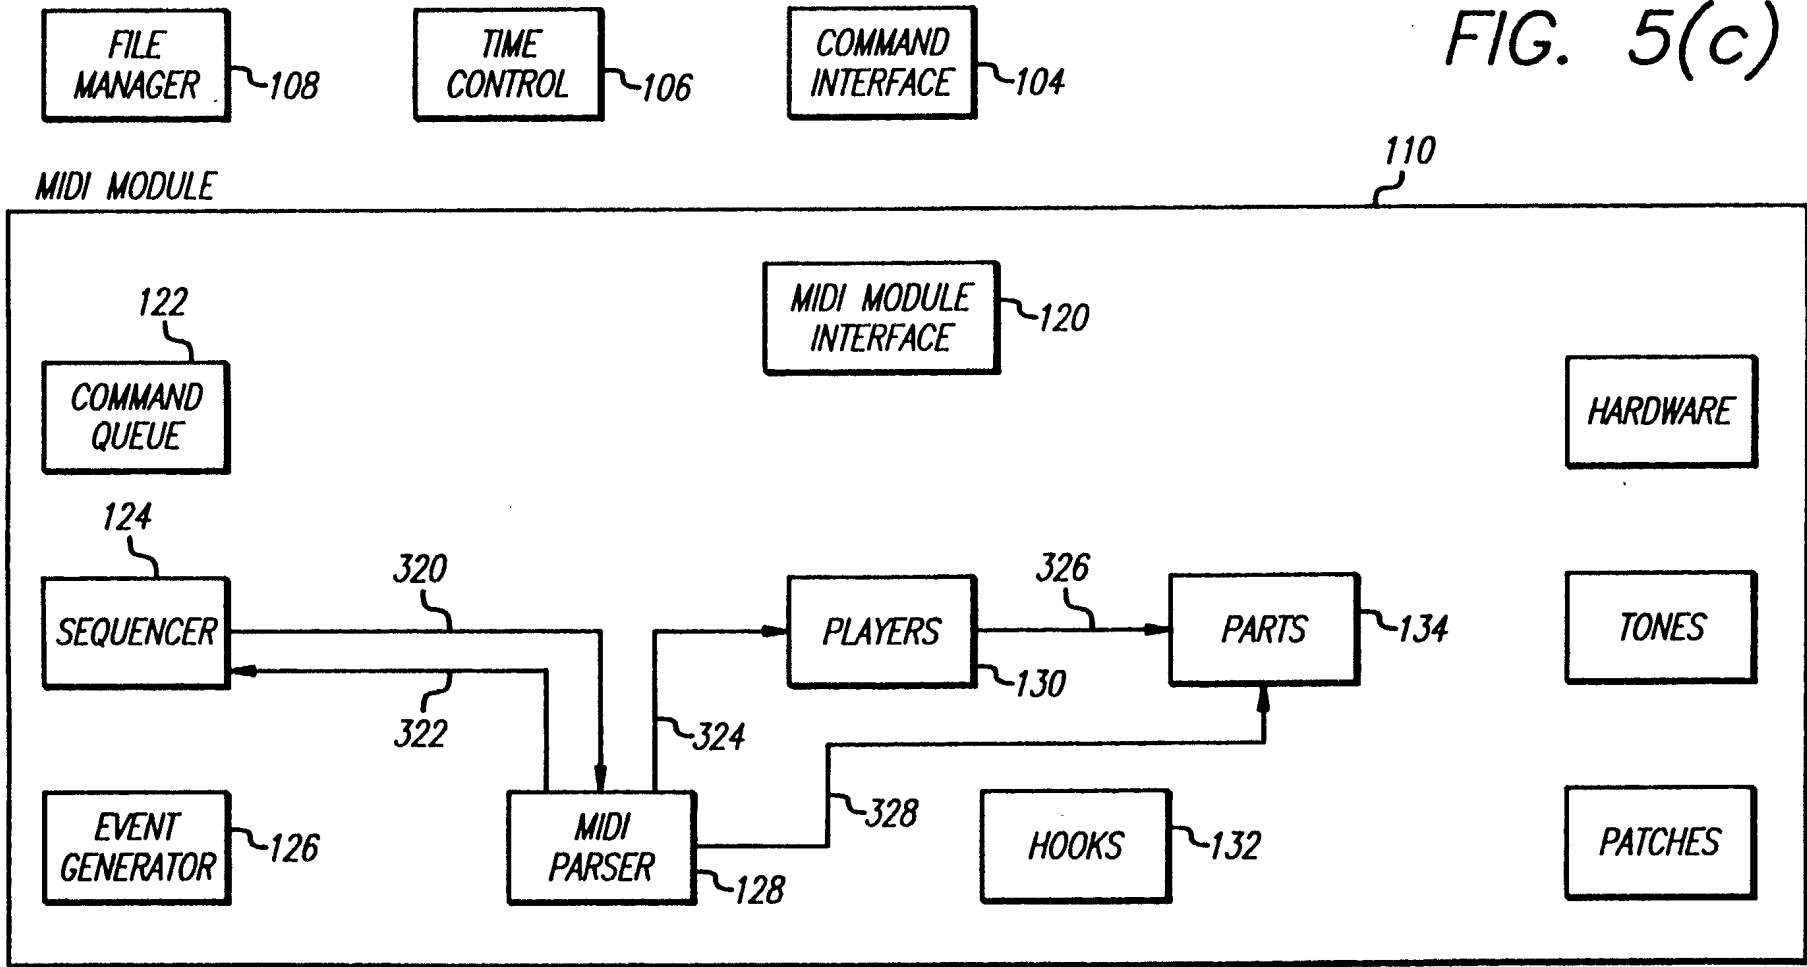 FIG. 5(c)
FILE
MANAGER
108
TIME
CONTROL
106
COMMAND
INTERFACE
104
MIDI MODULE
110
MIDI MODULE
INTERFACE
120
122
COMMAND
QUEUE
HARDWARE
124
SEQUENCER
320
322
324
PLAYERS
130
326
PARTS
134
TONES
EVENT
GENERATOR
126
MIDI
PARSER
128
328
HOOKS
132
PATCHES